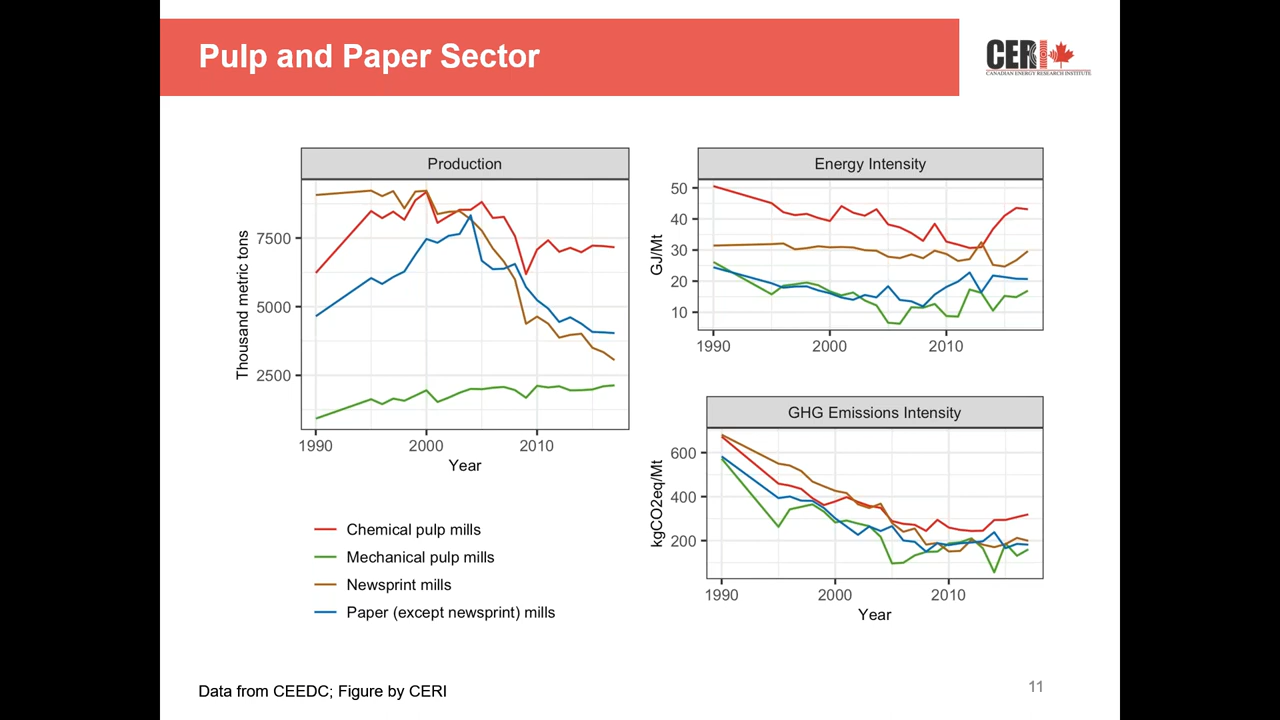 Pulp and Paper Sector
CERI
CANADIAN ENERGY RESEARCH INSTITUTE
Production
Thousand metric tons
7500
5000
2500
1990
2000
2010
Year
Energy Intensity
GJ/Mt
50
40
30
20
10
1990
2000
2010
GHG Emissions Intensity
kgCO2eq/Mt
600
400
200
1990
2000
2010
Year
Chemical pulp mills
Mechanical pulp mills
Newsprint mills
Paper (except newsprint) mills
Data from CEEDC; Figure by CERI
11